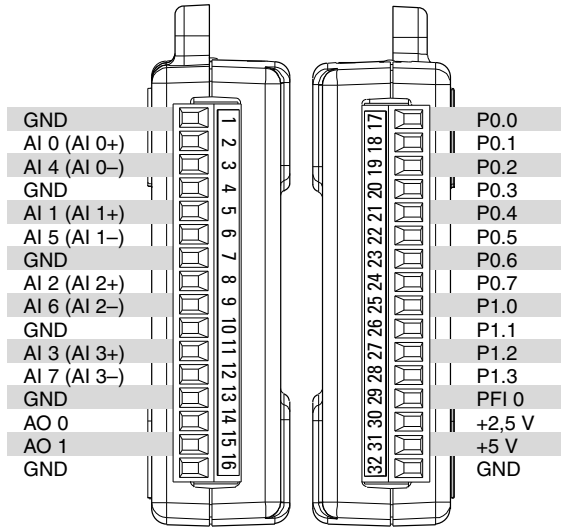 GND 1
AI 0 (AI 0+) 2
AI 4 (AI 0–) 3
GND 4
AI 1 (AI 1+) 5
AI 5 (AI 1–) 6
GND 7
AI 2 (AI 2+) 8
AI 6 (AI 2–) 9
GND 10
AI 3 (AI 3+) 11
AI 7 (AI 3–) 12
GND 13
AO 0 14
AO 1 15
GND 16
17 P0.0
18 P0.1
19 P0.2
20 P0.3
21 P0.4
22 P0.5
23 P0.6
24 P0.7
25 P1.0
26 P1.1
27 P1.2
28 P1.3
29 PFI 0
30 +2,5 V
31 +5 V
32 GND